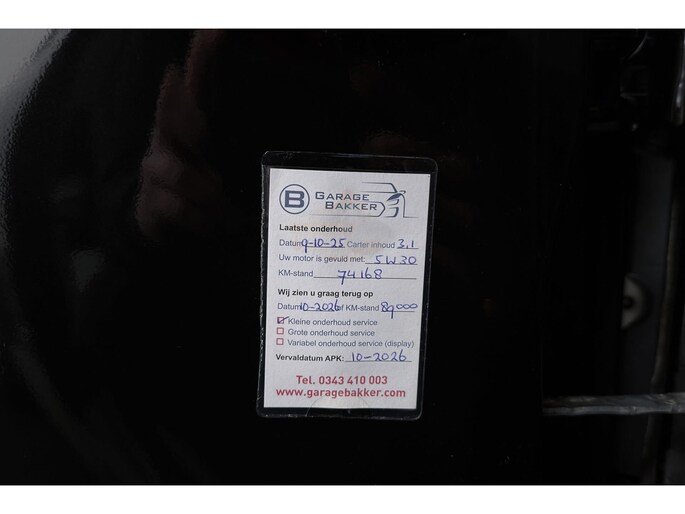 B GARAGE
BAKKER
Laatste onderhoud
Datum 9-10-25 Carter inhoud 3,1
Uw motor is gevuld met: 5W30
KM-stand 74168
Wij zien u graag terug op
Datum 10-2026 of KM-stand 89000
Kleine onderhoud service
Grote onderhoud service
Variabel onderhoud service (display)
Vervaldatum APK: 10-2026
Tel. 0343 410 003
www.garagebakker.com